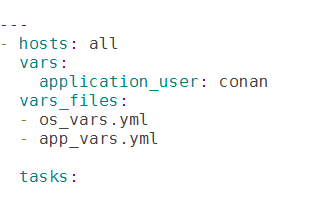 ---
- hosts: all
  vars:
    application_user: conan
  vars_files:
  - os_vars.yml
  - app_vars.yml

  tasks: